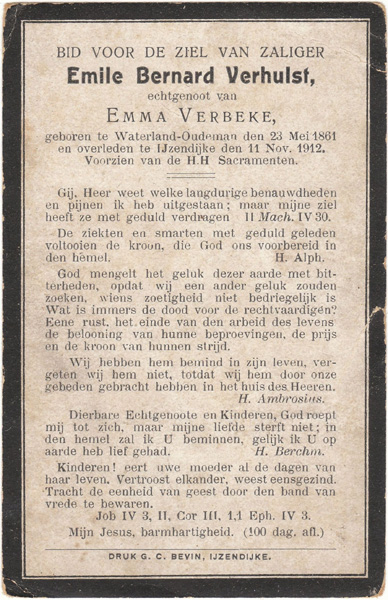 BID VOOR DE ZIEL VAN ZALIGER
Emile Bernard Verhulst,
echtgenoot van
EMMA VERBEKE,
geboren te Waterland-Oudeman den 23 Mei 1861
en overleden te IJzendijke den 11 Nov. 1912.
Voorzien van de H.H Sacramenten.
Gij, Heer weet welke langdurige benauwdheden
en pijnen ik heb uitgestaan; maar mijne ziel
heeft ze met geduld verdragen II Mach. IV 30.
De ziekten en smarten met geduld geleden
voltooien de kroon, die God ons voorbereid in
den hemel. H. Alph.
God mengelt het geluk dezer aarde met bit-
terheden, opdat wij een ander geluk zouden
zoeken, wiens zoetigheid niet bedriegelijk is
Wat is immers de dood voor de rechtvaardigen?
Eene rust, het einde van den arbeid des levens
de belooning van hunne beproevingen, de prijs
en de kroon van hunnen strijd.
Wij hebben hem bemind in zijn leven, verge-
ten wij hem niet, totdat wij hem door onze
gebeden gebracht hebben in het huis des Heeren.
H. Ambrosius.
Dierbare Echtgenoote en Kinderen, God roept
mij tot zich, maar mijne liefde sterft niet; in
den hemel zal ik U beminnen, gelijk ik U op
aarde heb lief gehad. H. Berchm.
Kinderen! eert uwe moeder al de dagen van
haar leven. Vertroost elkander, weest eensgezind.
Tracht de eenheid van geest door den band van
vrede te bewaren.
Job IV 3, II, Cor III, 1,1 Eph. IV 3.
Mijn Jesus, barmhartigheid. (100 dag. afl.)
DRUK G. C. BEVIN, IJZENDIJKE.